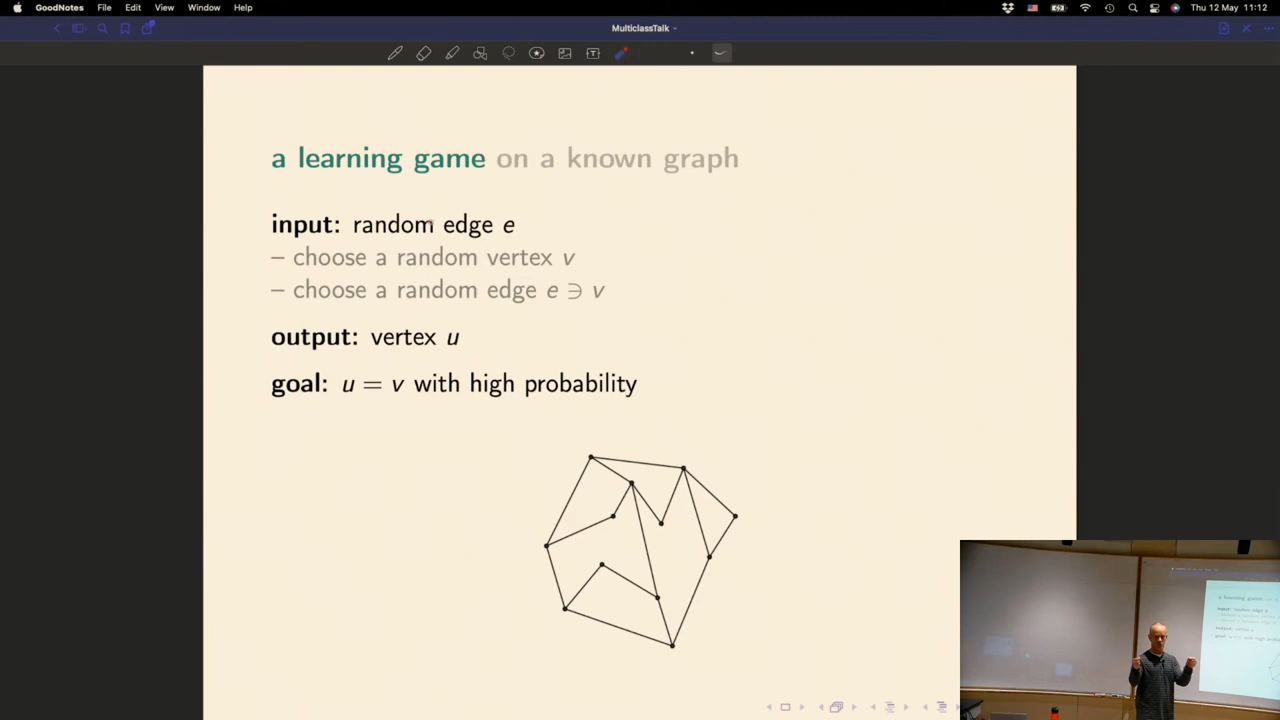 GoodNotes File Edit View Window Help Thu 12 May 11:12
MulticlassTalk
a learning game on a known graph
input: random edge e
– choose a random vertex v
– choose a random edge e ∋ v
output: vertex u
goal: u = v with high probability